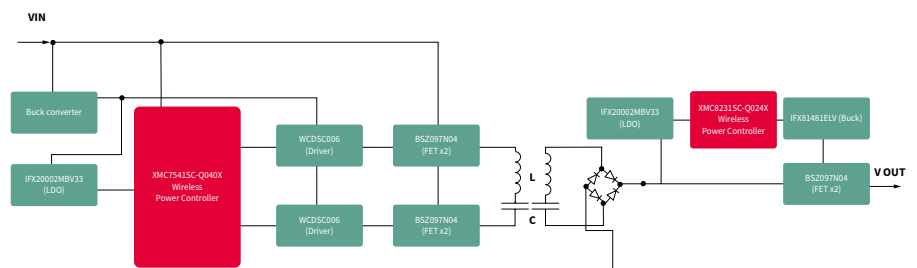 VIN
Buck converter
IFX20002MBV33
(LDO)
XMC7541SC-Q040X
Wireless
Power Controller
WCDSC006
(Driver)
BSZ097N04
(FET x2)
WCDSC006
(Driver)
BSZ097N04
(FET x2)
L
C
IFX20002MBV33
(LDO)
XMC8231SC-Q024X
Wireless
Power Controller
IFX81481ELV (Buck)
BSZ097N04
(FET x2)
V OUT